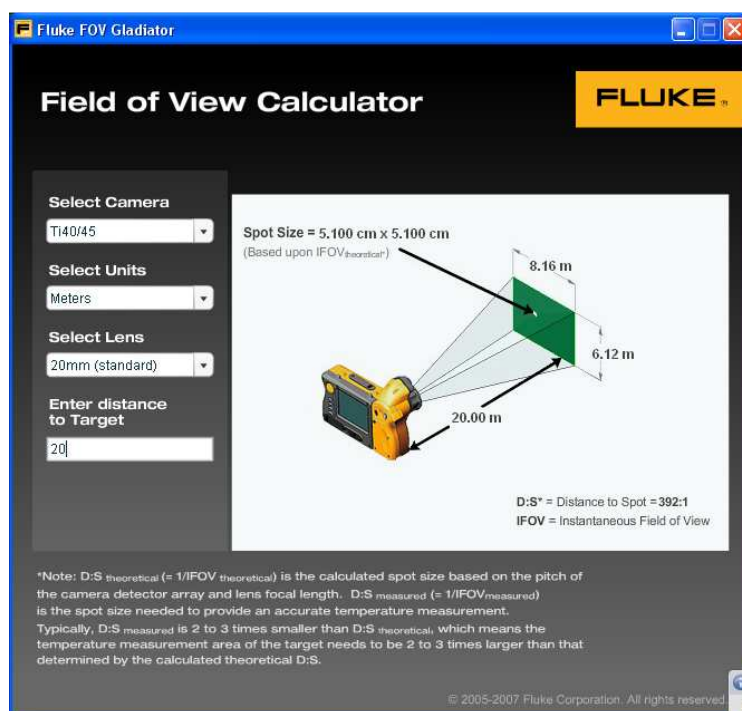 Fluke FOV Gladiator
Field of View Calculator
FLUKE ®
Select Camera
Ti40/45
Select Units
Meters
Select Lens
20mm (standard)
Enter distance
to Target
20
Spot Size = 5.100 cm x 5.100 cm
(Based upon IFOVtheoretical*)
8.16 m
6.12 m
20.00 m
D:S* = Distance to Spot = 392:1
IFOV = Instantaneous Field of View
*Note: D:S theoretical (= 1/IFOV theoretical) is the calculated spot size based on the pitch of
the camera detector array and lens focal length. D:S measured (= 1/IFOVmeasured)
is the spot size needed to provide an accurate temperature measurement.
Typically, D:S measured is 2 to 3 times smaller than D:S theoretical, which means the
temperature measurement area of the target needs to be 2 to 3 times larger than that
determined by the calculated theoretical D:S.
© 2005-2007 Fluke Corporation. All rights reserved.